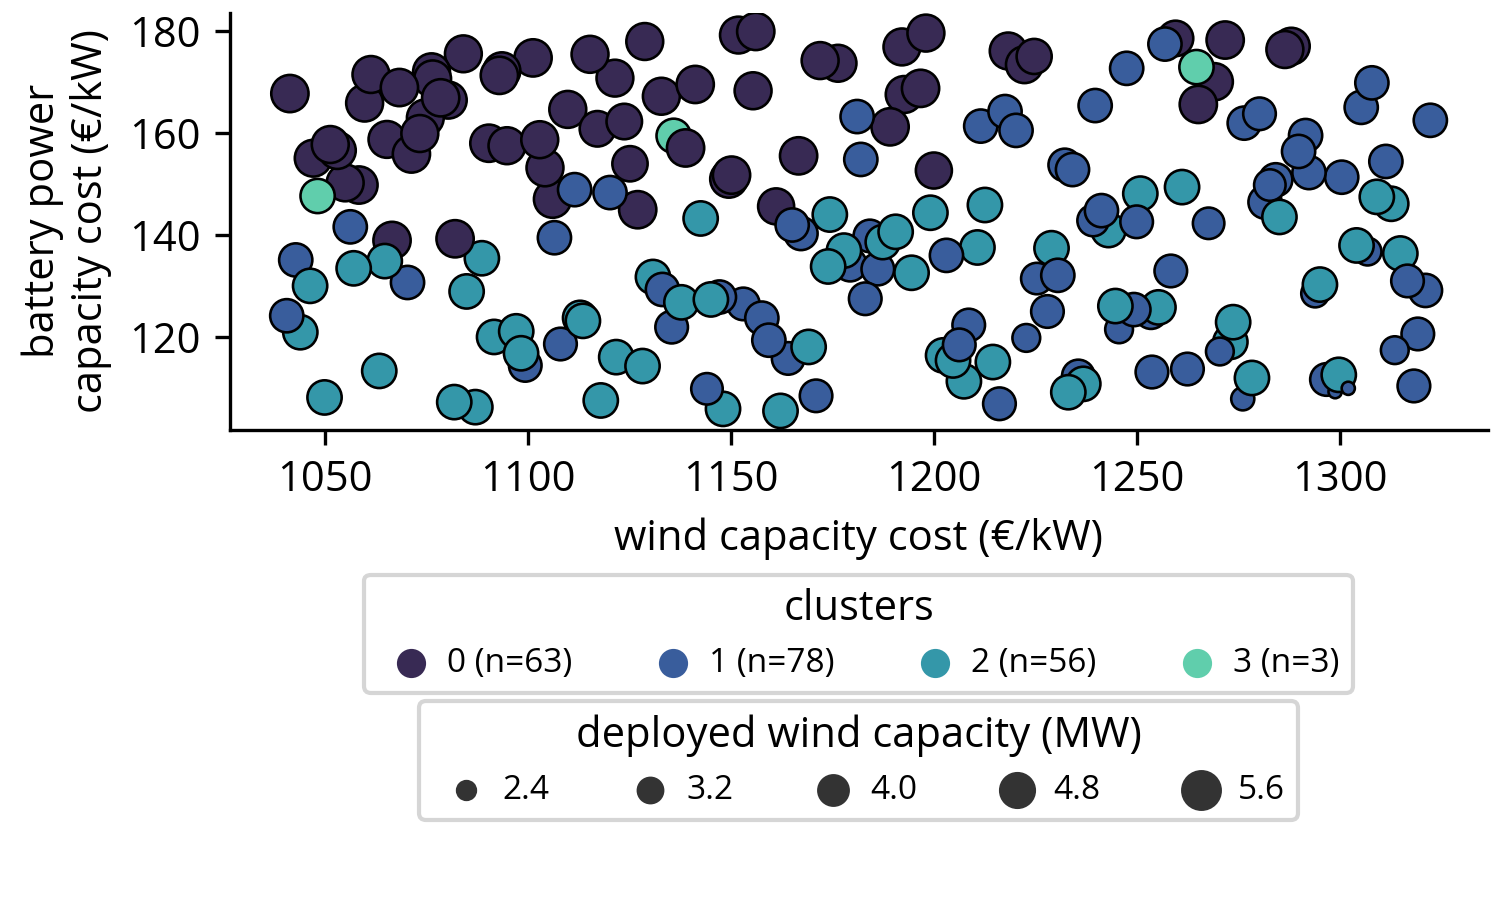 battery power
capacity cost (€/kW)
180
160
140
120
1050 1100 1150 1200 1250 1300
wind capacity cost (€/kW)
clusters
0 (n=63) 1 (n=78) 2 (n=56) 3 (n=3)
deployed wind capacity (MW)
2.4 3.2 4.0 4.8 5.6